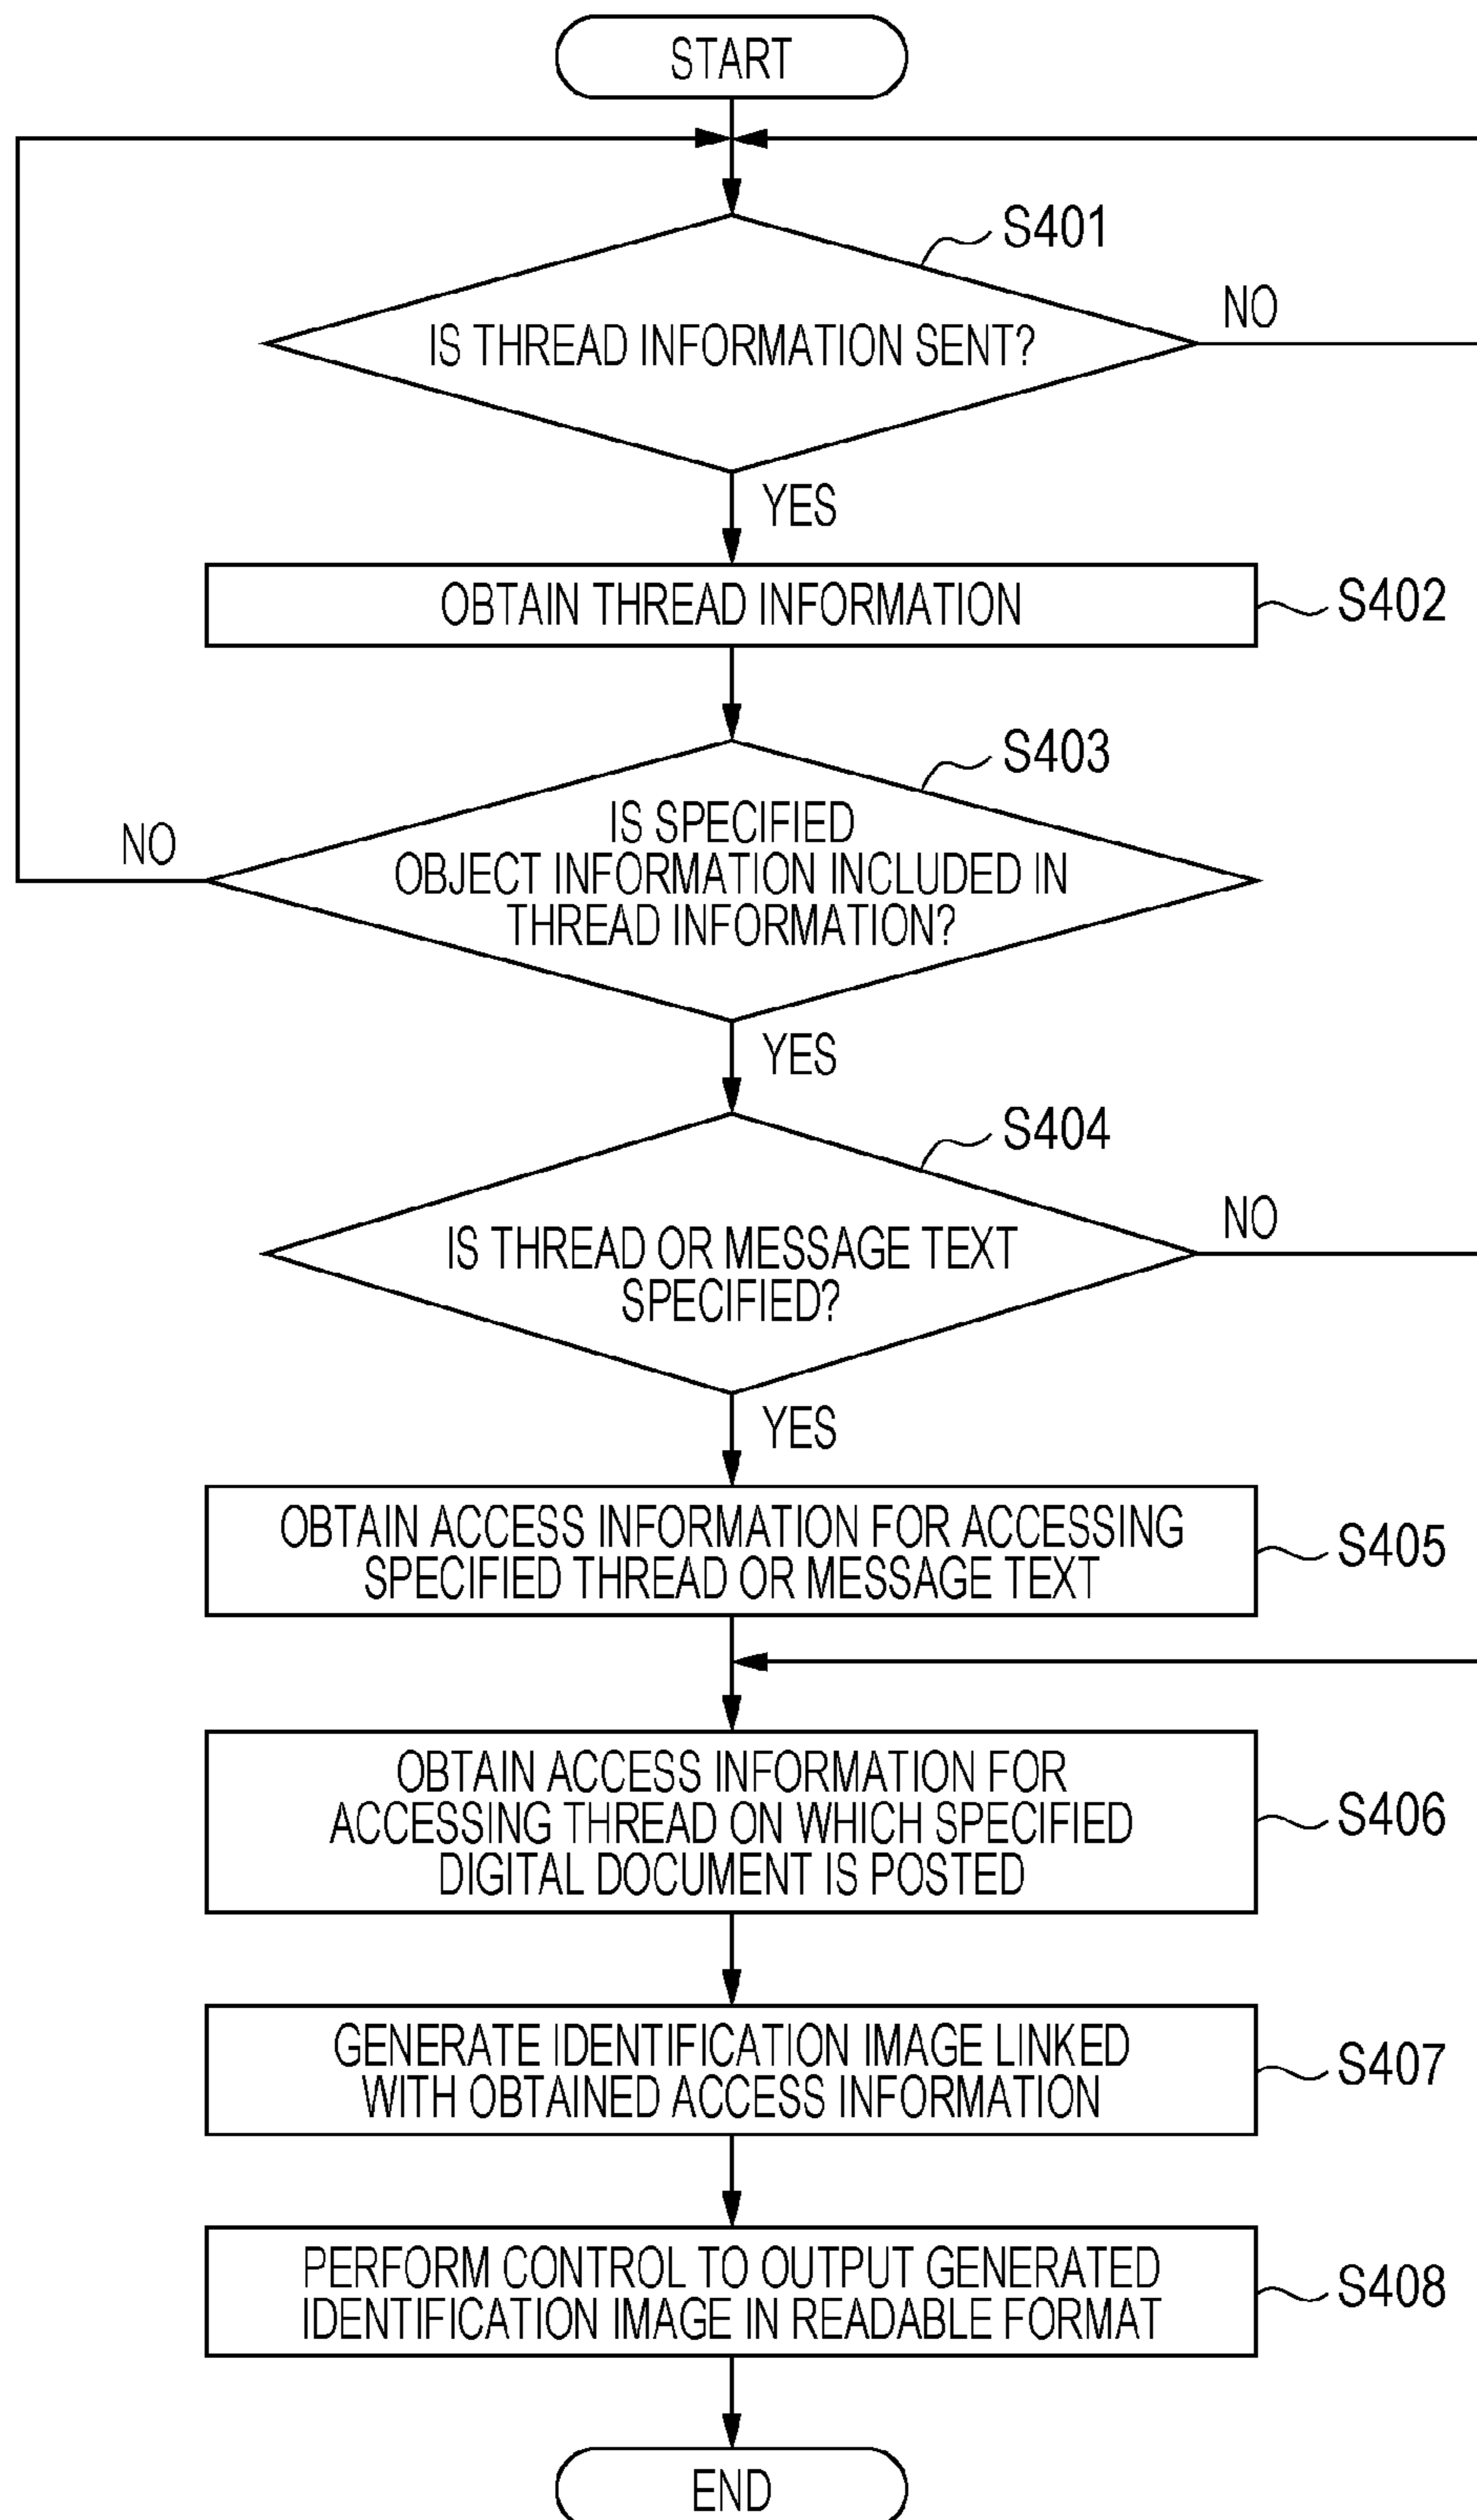 START
S401
IS THREAD INFORMATION SENT?
NO
YES
OBTAIN THREAD INFORMATION
S402
S403
IS SPECIFIED
OBJECT INFORMATION INCLUDED IN
THREAD INFORMATION?
NO
YES
S404
IS THREAD OR MESSAGE TEXT
SPECIFIED?
NO
YES
OBTAIN ACCESS INFORMATION FOR ACCESSING
SPECIFIED THREAD OR MESSAGE TEXT
S405
OBTAIN ACCESS INFORMATION FOR
ACCESSING THREAD ON WHICH SPECIFIED
DIGITAL DOCUMENT IS POSTED
S406
GENERATE IDENTIFICATION IMAGE LINKED
WITH OBTAINED ACCESS INFORMATION
S407
PERFORM CONTROL TO OUTPUT GENERATED
IDENTIFICATION IMAGE IN READABLE FORMAT
S408
END